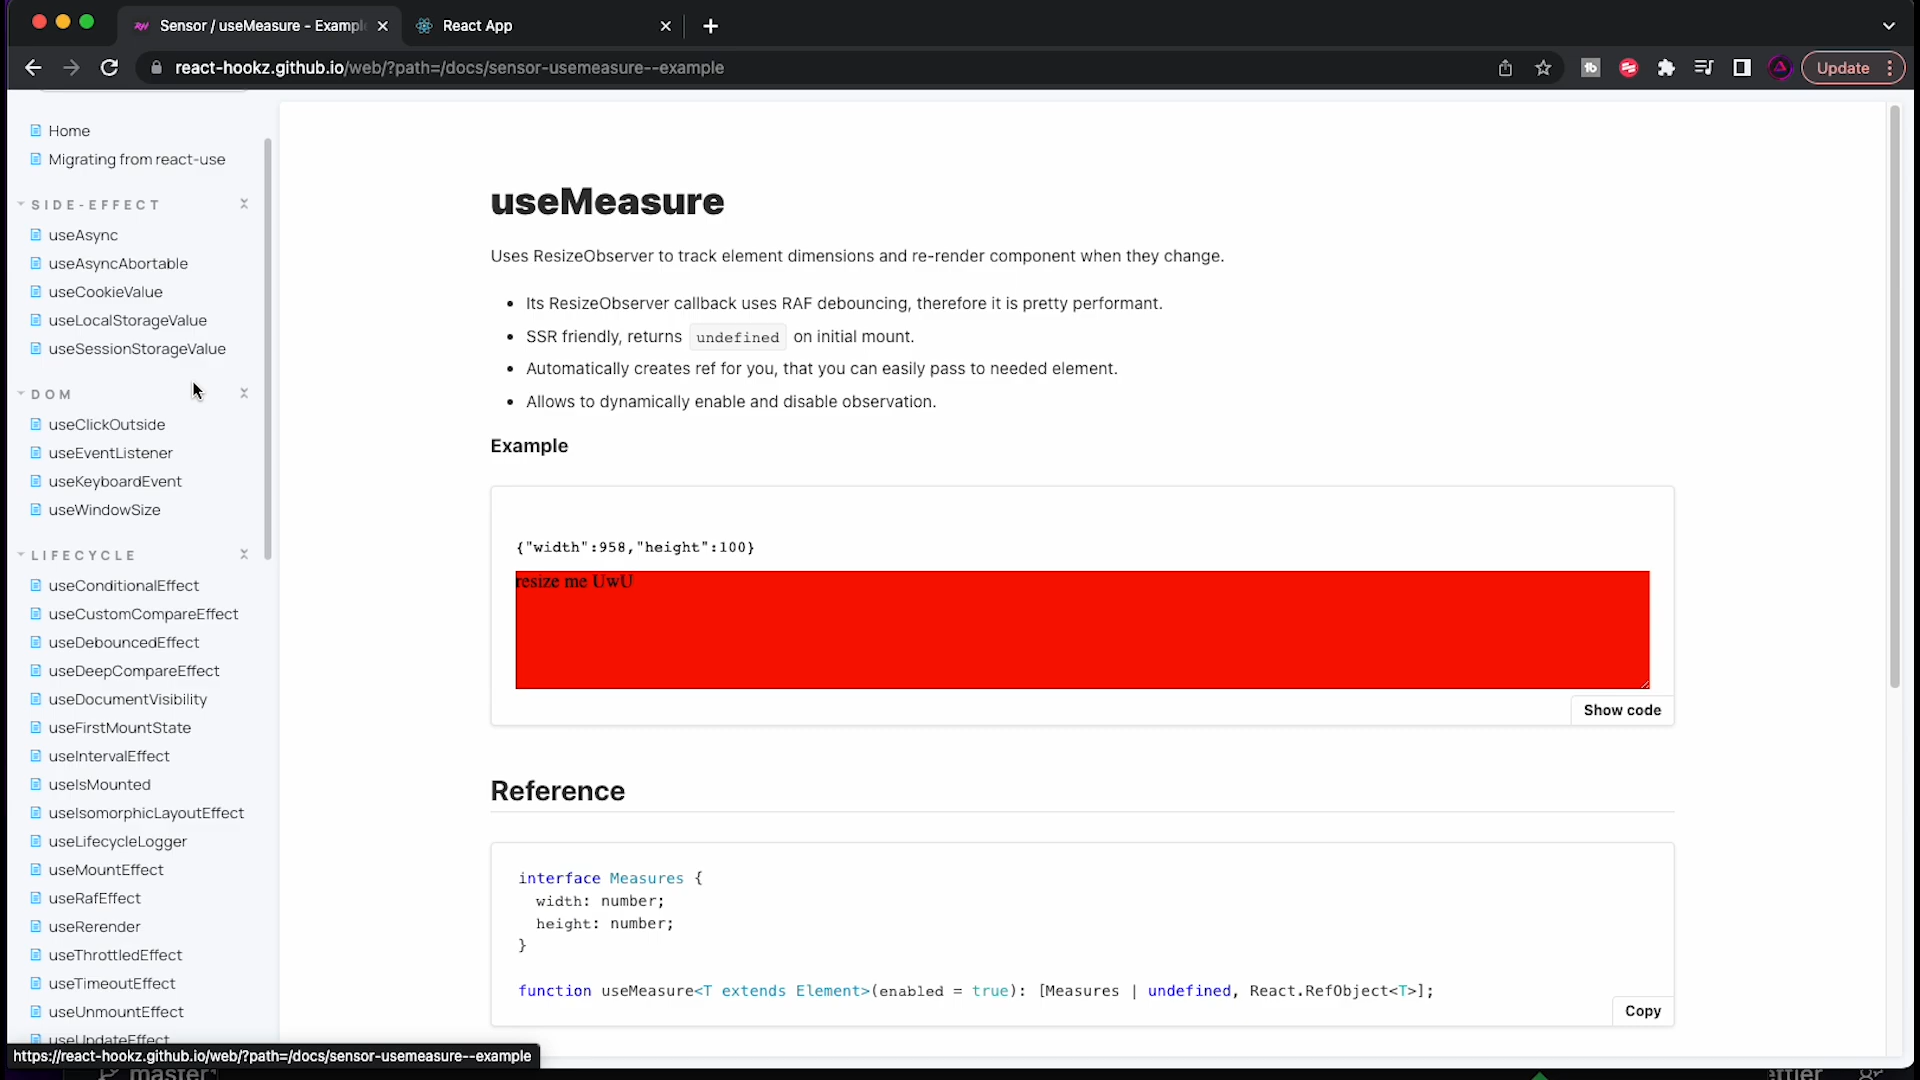 Sensor / useMeasure - Example
React App
react-hookz.github.io/web/?path=/docs/sensor-usemeasure--example
Update
Home
Migrating from react-use
SIDE-EFFECT
useAsync
useAsyncAbortable
useCookieValue
useLocalStorageValue
useSessionStorageValue
DOM
useClickOutside
useEventListener
useKeyboardEvent
useWindowSize
LIFECYCLE
useConditionalEffect
useCustomCompareEffect
useDebouncedEffect
useDeepCompareEffect
useDocumentVisibility
useFirstMountState
useIntervalEffect
useIsMounted
useIsomorphicLayoutEffect
useLifecycleLogger
useMountEffect
useRafEffect
useRerender
useThrottledEffect
useTimeoutEffect
useUnmountEffect
useUpdateEffect
useMeasure
Uses ResizeObserver to track element dimensions and re-render component when they change.
• Its ResizeObserver callback uses RAF debouncing, therefore it is pretty performant.
• SSR friendly, returns undefined on initial mount.
• Automatically creates ref for you, that you can easily pass to needed element.
• Allows to dynamically enable and disable observation.
Example
{"width":958,"height":100}
resize me UwU
Show code
Reference
interface Measures {
width: number;
height: number;
}
function useMeasure<T extends Element>(enabled = true): [Measures | undefined, React.RefObject<T>];
Copy
https://react-hookz.github.io/web/?path=/docs/sensor-usemeasure--example
master